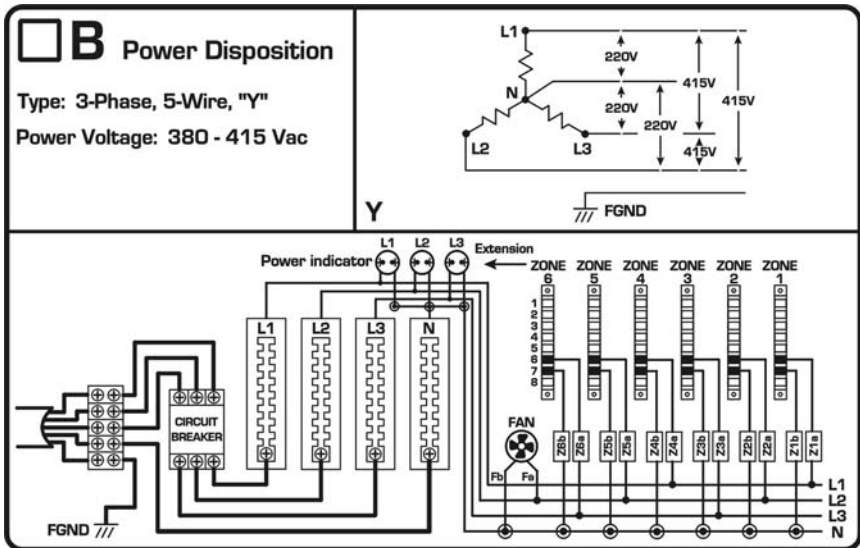 B Power Disposition
Type: 3-Phase, 5-Wire, "Y"
Power Voltage: 380 - 415 Vac
L1
220V
415V
415V
N
220V
220V
L2
L3
415V
Y
FGND
Power indicator
L1 L2 L3
Extension
ZONE ZONE ZONE ZONE ZONE ZONE
6 5 4 3 2 1
1
2
3
4
5
6
7
8
L1 L2 L3 N
CIRCUIT
BREAKER
FAN
Fb Fa
Z6b Z6a Z5b Z5a Z4b Z4a Z3b Z3a Z2b Z2a Z1b Z1a
L1
L2
L3
N
FGND